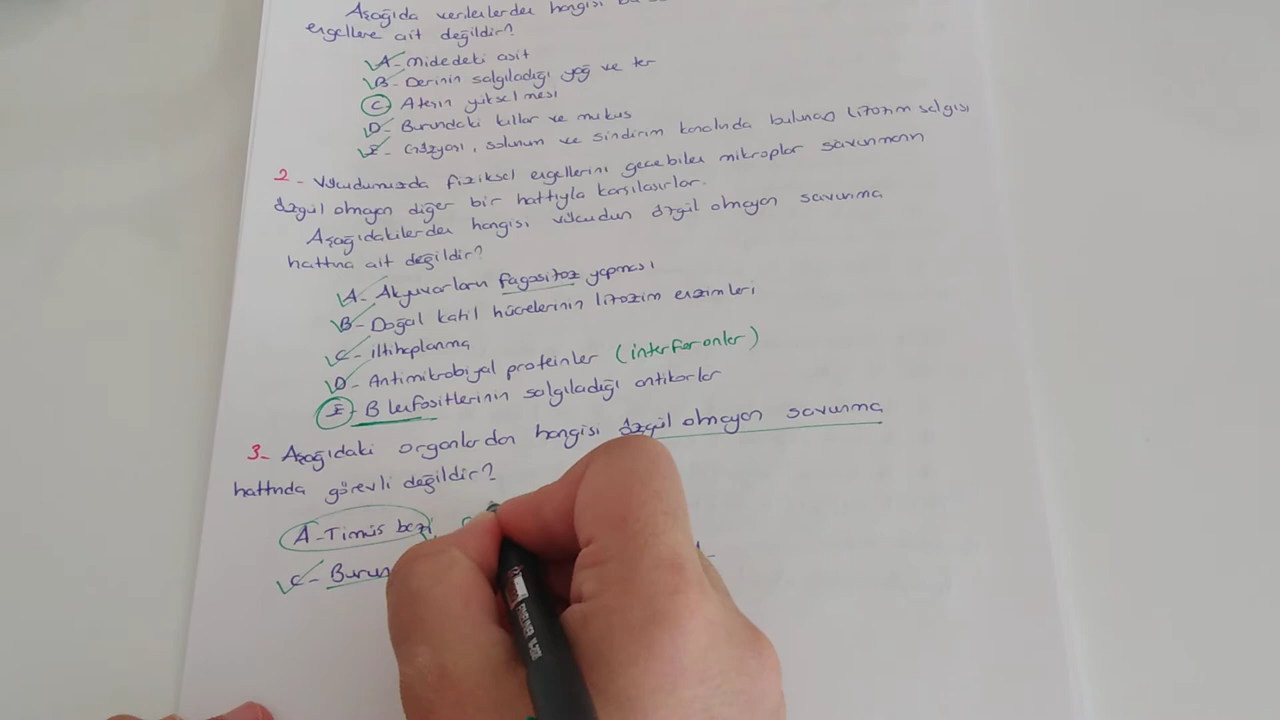 Aşağıda verilenlerden hangisi
engellere ait değildir?
A- Midedeki asit
B- Derinin salgıladığı yağ ve ter
C- Ateşin yükselmesi
D- Burundaki kıllar ve mukus
E- Gözyaşı, solunum ve sindirim kanalında bulunan lizozim salgısı
2- Vücudumuzda fiziksel engellerini geçebilen mikroplar savunmanın
özgül olmayan diğer bir hattıyla karşılaşırlar.
Aşağıdakilerden hangisi vücudun özgül olmayan savunma
hattına ait değildir?
A- Akyuvarların fagositoz yapması
B- Doğal katil hücrelerinin lizozim enzimleri
C- iltihaplanma
D- Antimikrobiyal proteinler (interferonlar)
E- B lenfositlerinin salgıladığı antikorlar
3- Aşağıdaki organlardan hangisi özgül olmayan savunma
hattında görevli değildir?
A- Timüs bezi
C- Burun